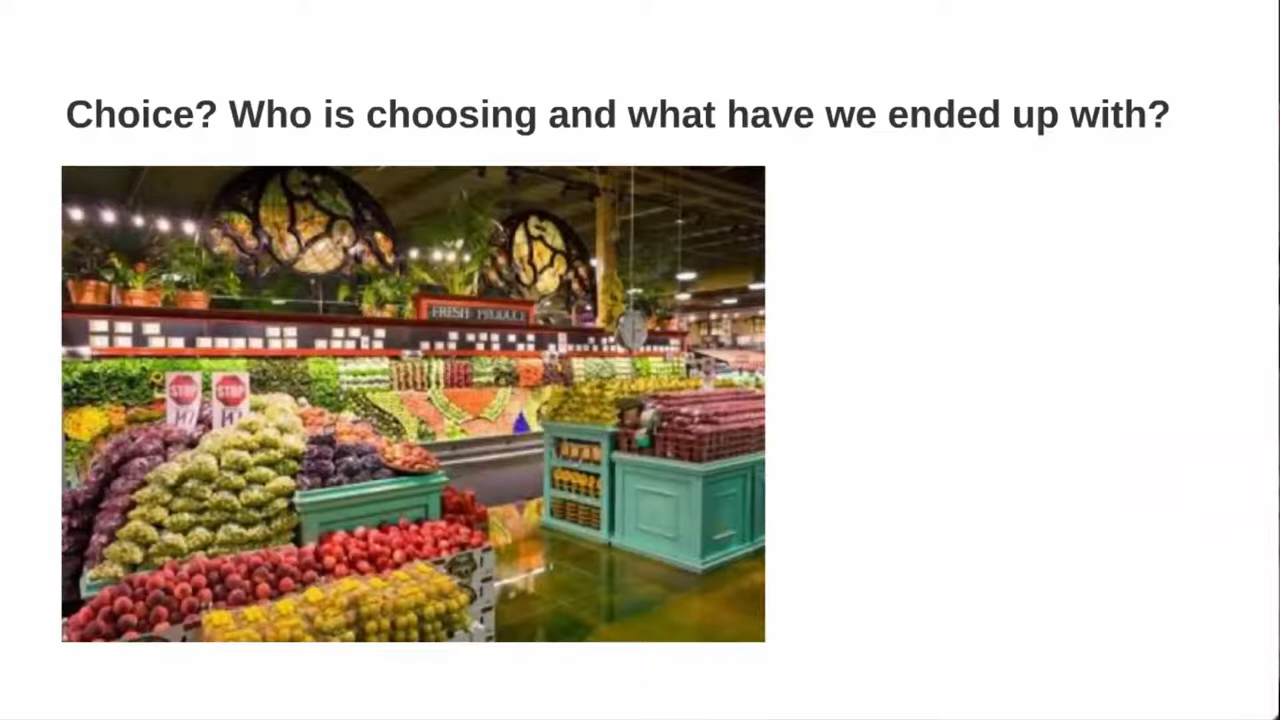 Choice? Who is choosing and what have we ended up with?
FRESH PRODUCE
STOP STOP